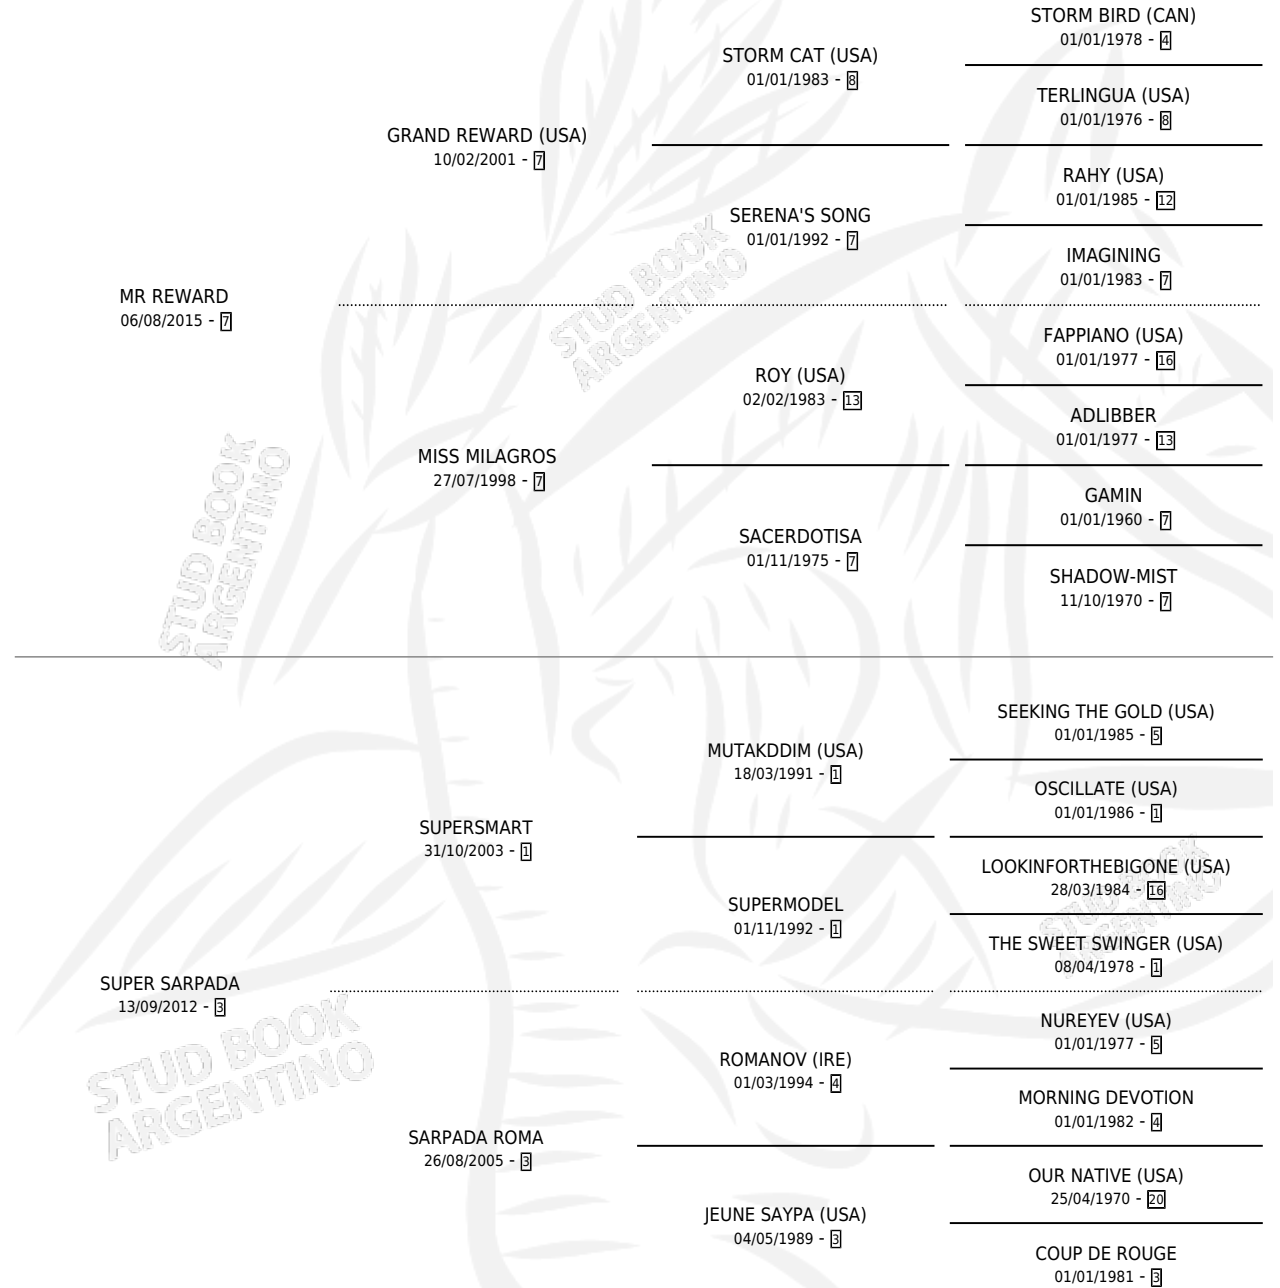 STORM BIRD (CAN)
01/01/1978 - 4
STORM CAT (USA)
01/01/1983 - 8
TERLINGUA (USA)
01/01/1976 - 8
GRAND REWARD (USA)
10/02/2001 - 7
RAHY (USA)
01/01/1985 - 12
SERENA'S SONG
01/01/1992 - 7
IMAGINING
01/01/1983 - 7
MR REWARD
06/08/2015 - 7
FAPPIANO (USA)
01/01/1977 - 16
ROY (USA)
02/02/1983 - 13
ADLIBBER
01/01/1977 - 13
MISS MILAGROS
27/07/1998 - 7
GAMIN
01/01/1960 - 7
SACERDOTISA
01/11/1975 - 7
SHADOW-MIST
11/10/1970 - 7
SEEKING THE GOLD (USA)
01/01/1985 - 5
MUTAKDDIM (USA)
18/03/1991 - 1
OSCILLATE (USA)
01/01/1986 - 1
SUPERSMART
31/10/2003 - 1
LOOKINFORTHEBIGONE (USA)
28/03/1984 - 16
SUPERMODEL
01/11/1992 - 1
THE SWEET SWINGER (USA)
08/04/1978 - 1
SUPER SARPADA
13/09/2012 - 3
NUREYEV (USA)
01/01/1977 - 5
ROMANOV (IRE)
01/03/1994 - 4
MORNING DEVOTION
01/01/1982 - 4
SARPADA ROMA
26/08/2005 - 3
OUR NATIVE (USA)
25/04/1970 - 20
JEUNE SAYPA (USA)
04/05/1989 - 3
COUP DE ROUGE
01/01/1981 - 3
STUD BOOK
ARGENTINO
STUD BOOK
ARGENTINO
STUD BOOK
ARGENTINO
STUD BOOK
ARGENTINO